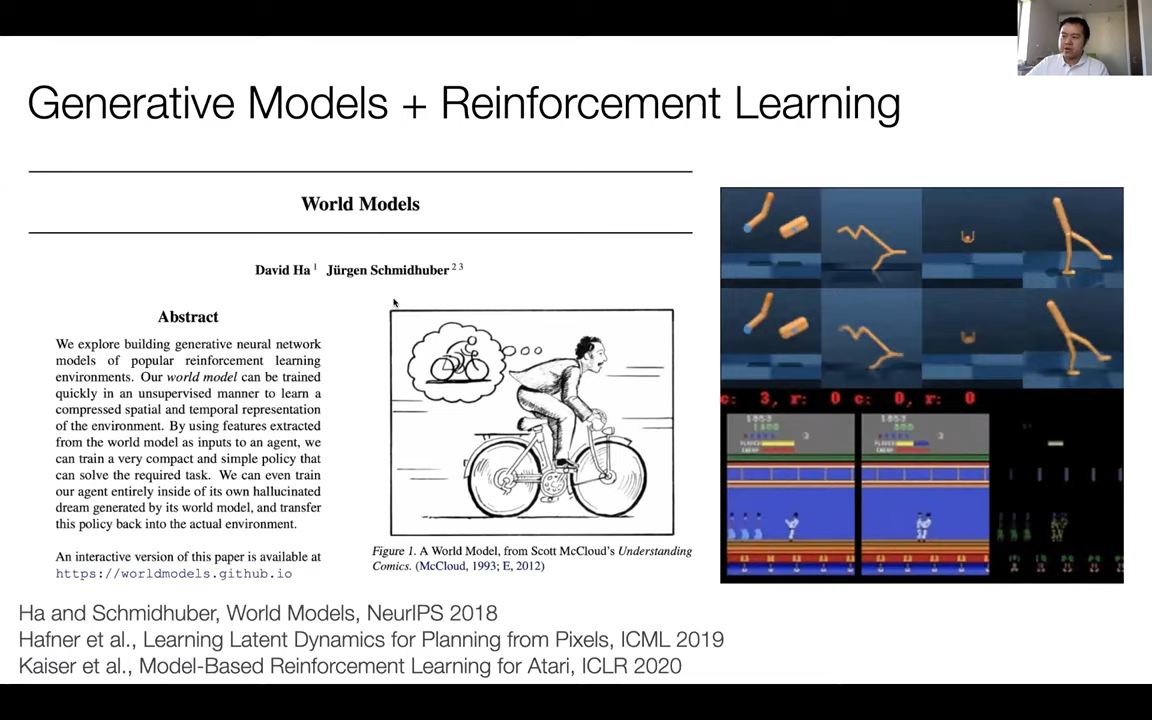 Generative Models + Reinforcement Learning
World Models
David Ha 1 Jürgen Schmidhuber 2 3
Abstract
We explore building generative neural network
models of popular reinforcement learning
environments. Our world model can be trained
quickly in an unsupervised manner to learn a
compressed spatial and temporal representation
of the environment. By using features extracted
from the world model as inputs to an agent, we
can train a very compact and simple policy that
can solve the required task. We can even train
our agent entirely inside of its own hallucinated
dream generated by its world model, and transfer
this policy back into the actual environment.
An interactive version of this paper is available at
https://worldmodels.github.io
Figure 1. A World Model, from Scott McCloud's Understanding
Comics. (McCloud, 1993; E, 2012)
c: 3, r: 0 c: 0, r: 0
Ha and Schmidhuber, World Models, NeurIPS 2018
Hafner et al., Learning Latent Dynamics for Planning from Pixels, ICML 2019
Kaiser et al., Model-Based Reinforcement Learning for Atari, ICLR 2020